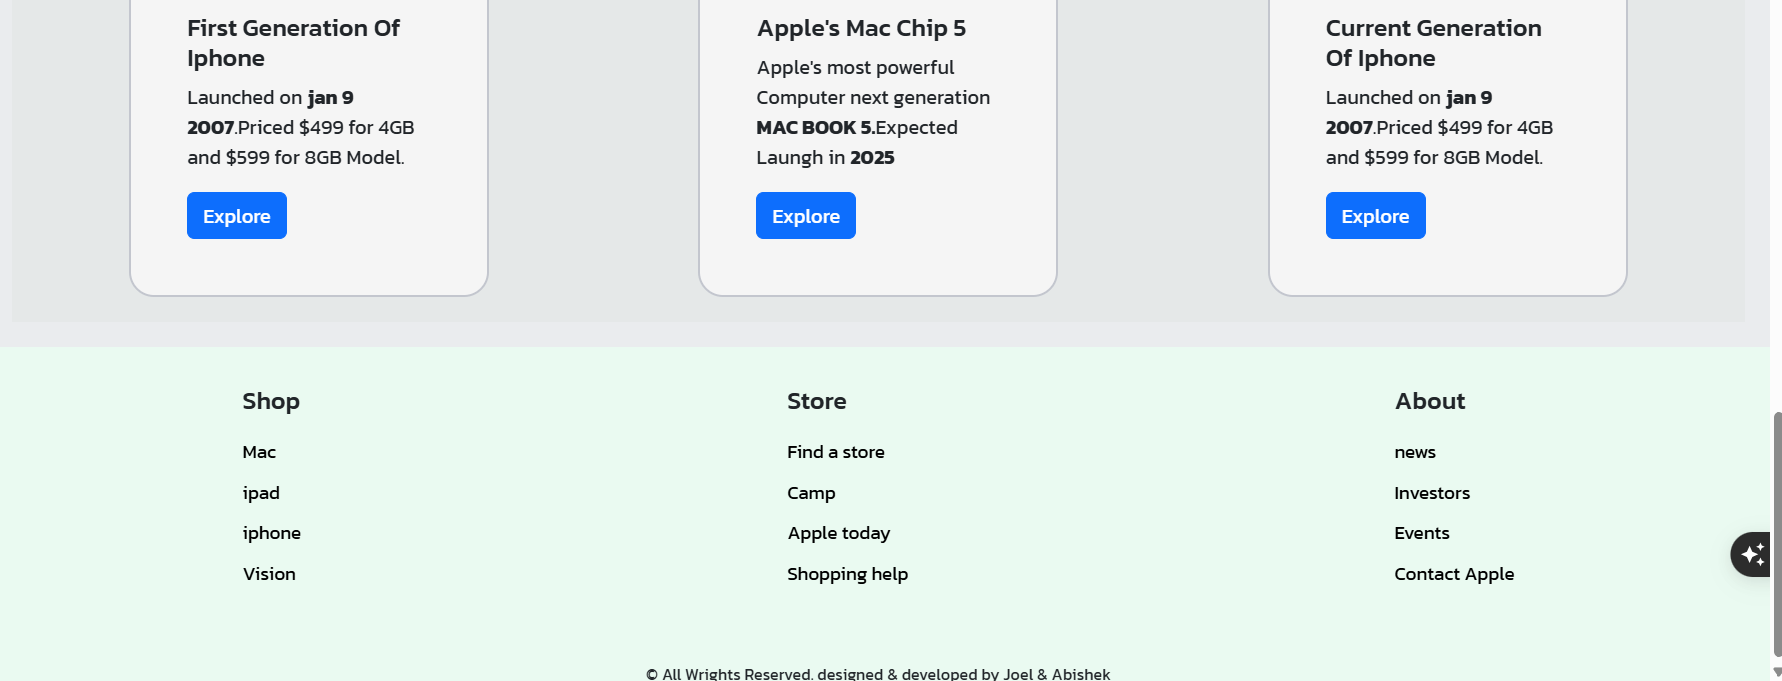 First Generation Of
Iphone
Launched on jan 9
2007.Priced $499 for 4GB
and $599 for 8GB Model.
Explore
Apple's Mac Chip 5
Apple's most powerful
Computer next generation
MAC BOOK 5.Expected
Laungh in 2025
Explore
Current Generation
Of Iphone
Launched on jan 9
2007.Priced $499 for 4GB
and $599 for 8GB Model.
Explore
Shop
Mac
ipad
iphone
Vision
Store
Find a store
Camp
Apple today
Shopping help
About
news
Investors
Events
Contact Apple
© All Wrights Reserved. designed & developed by Joel & Abishek